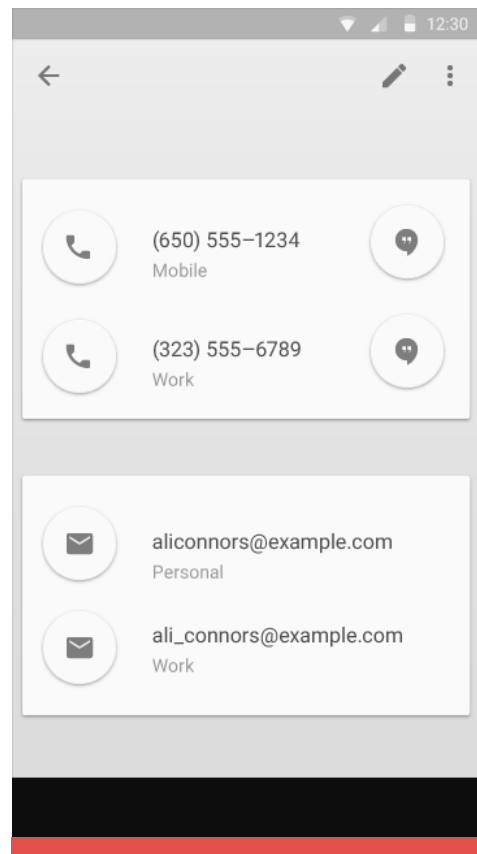 12:30
(650) 555–1234
Mobile
(323) 555–6789
Work
aliconnors@example.com
Personal
ali_connors@example.com
Work